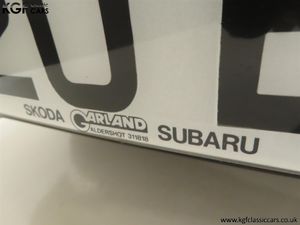 KGF
CLASSIC CARS
SKODA GARLAND SUBARU
ALDERSHOT 311818
www.kgfclassiccars.co.uk